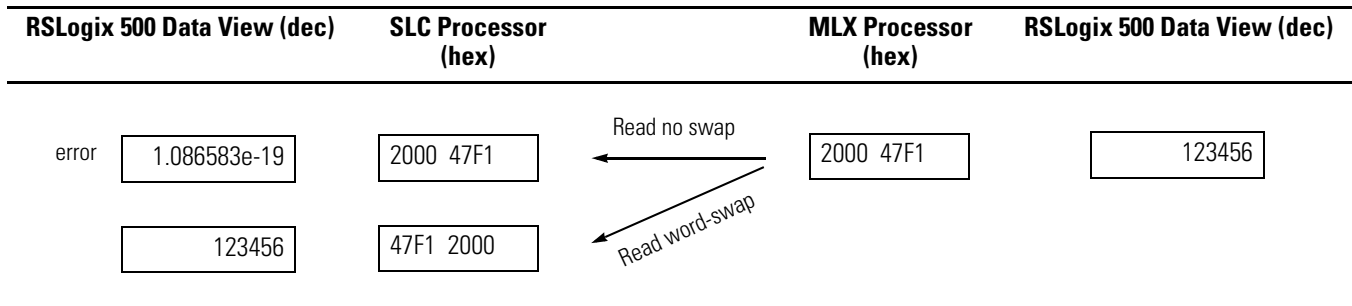 RSLogix 500 Data View (dec) SLC Processor (hex) MLX Processor (hex) RSLogix 500 Data View (dec)
error 1.086583e-19 2000 47F1 Read no swap 2000 47F1 123456
123456 47F1 2000 Read word-swap